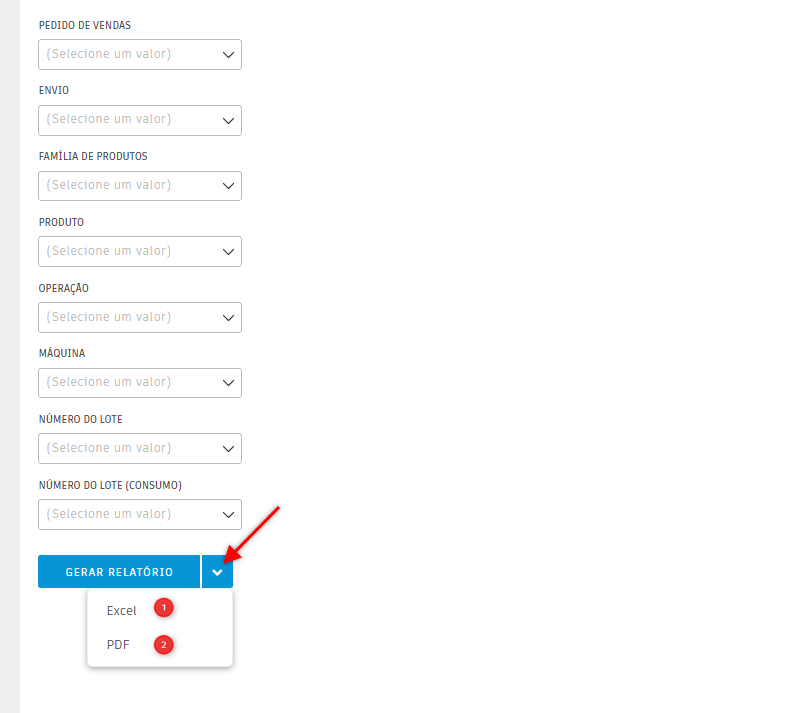 PEDIDO DE VENDAS
(Selecione um valor)
ENVIO
(Selecione um valor)
FAMÍLIA DE PRODUTOS
(Selecione um valor)
PRODUTO
(Selecione um valor)
OPERAÇÃO
(Selecione um valor)
MÁQUINA
(Selecione um valor)
NÚMERO DO LOTE
(Selecione um valor)
NÚMERO DO LOTE (CONSUMO)
(Selecione um valor)
GERAR RELATÓRIO
Excel 1
PDF 2